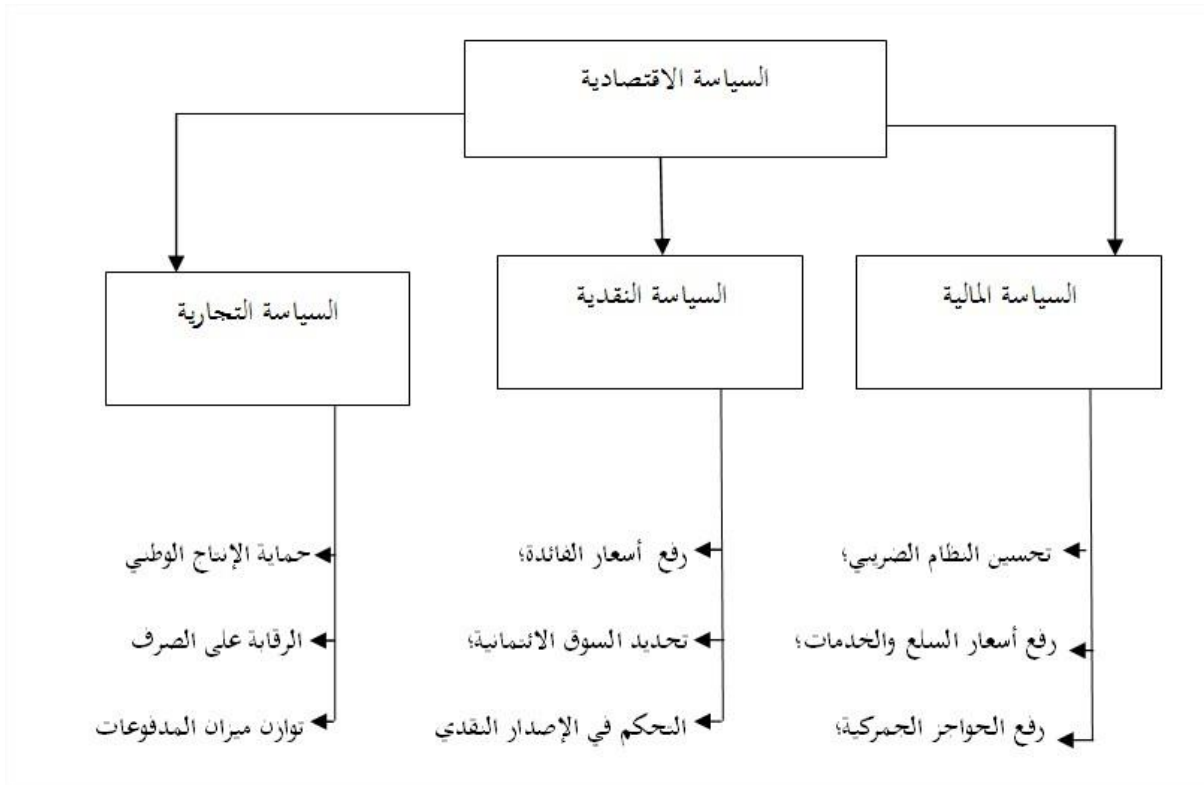 السياسة الاقتصادية
السياسة المالية
السياسة النقدية
السياسة التجارية
تحسين النظام الضريبي؛
رفع أسعار السلع والخدمات؛
رفع الحواجز الجمركية؛
رفع أسعار الفائدة؛
تحديد السوق الائتمانية؛
التحكم في الإصدار النقدي
حماية الإنتاج الوطني
الرقابة على الصرف
توازن ميزان المدفوعات